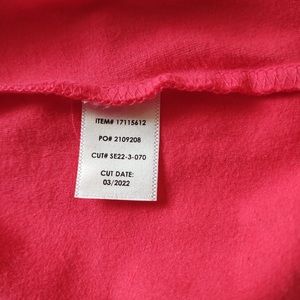 ITEM# 17115612
PO# 2109208
CUT# SE22-3-070
CUT DATE:
03/2022